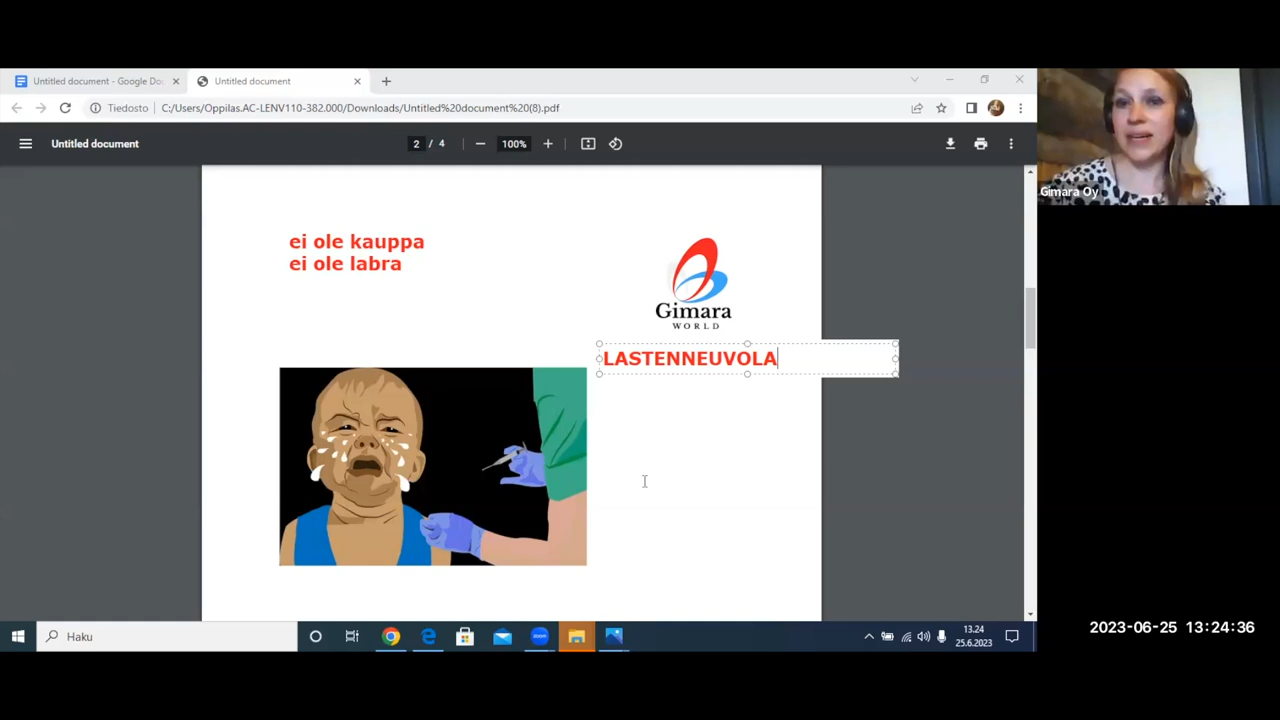 Untitled document - Google Do
Untitled document
Tiedosto
C:/Users/Oppilas.AC-LENV110-382.000/Downloads/Untitled%20document%20(8).pdf
Untitled document
2 / 4
100%
Gimara Oy
ei ole kauppa
ei ole labra
Gimara
WORLD
LASTENNEUVOLA
Haku
zoom
13.24
25.6.2023
2023-06-25 13:24:36